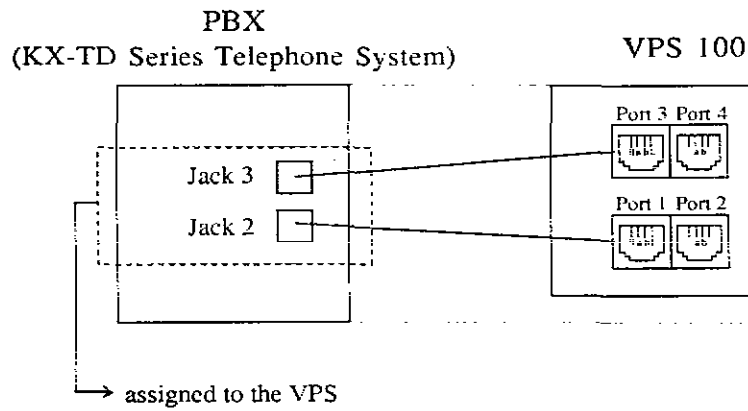 PBX
(KX-TD Series Telephone System)
VPS 100
Port 3 Port 4
Jack 3
Jack 2
Port 1 Port 2
assigned to the VPS